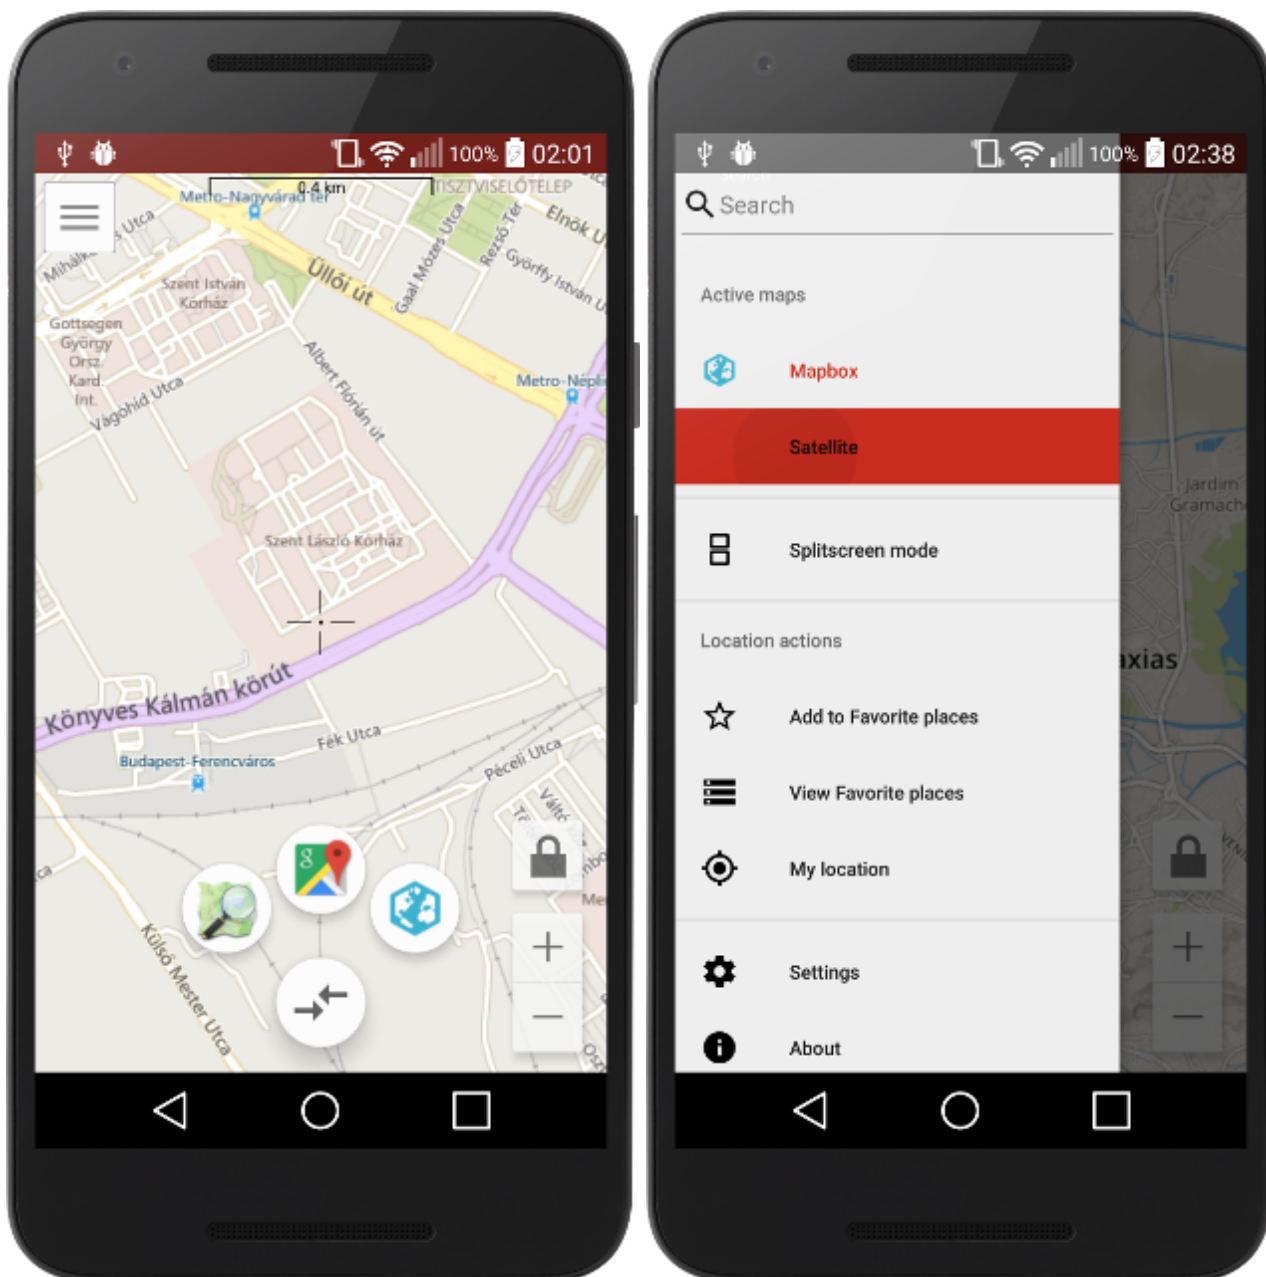 100% 02:01
0.4 km
TISZTVISELŐTELEP
Metro-Nagyvárad tér
Elnök U
Gaal Mózes Utca
Rezső Tér
Györffy István U
Üllői út
Szent István
Kórház
Gottsegen
György
Orsz.
Kard.
Int.
Albert Flórián út
Vágóhíd Utca
Metro-Népli
Szent László Kórház
Könyves Kálmán körút
Fék Utca
Budapest-Ferencváros
Péceli Utca
Váltó
Külső Mester Utca
g
100% 02:38
Search
Active maps
Mapbox
Satellite
Splitscreen mode
Location actions
Add to Favorite places
View Favorite places
My location
Settings
About
Jardim
Gramach
axias